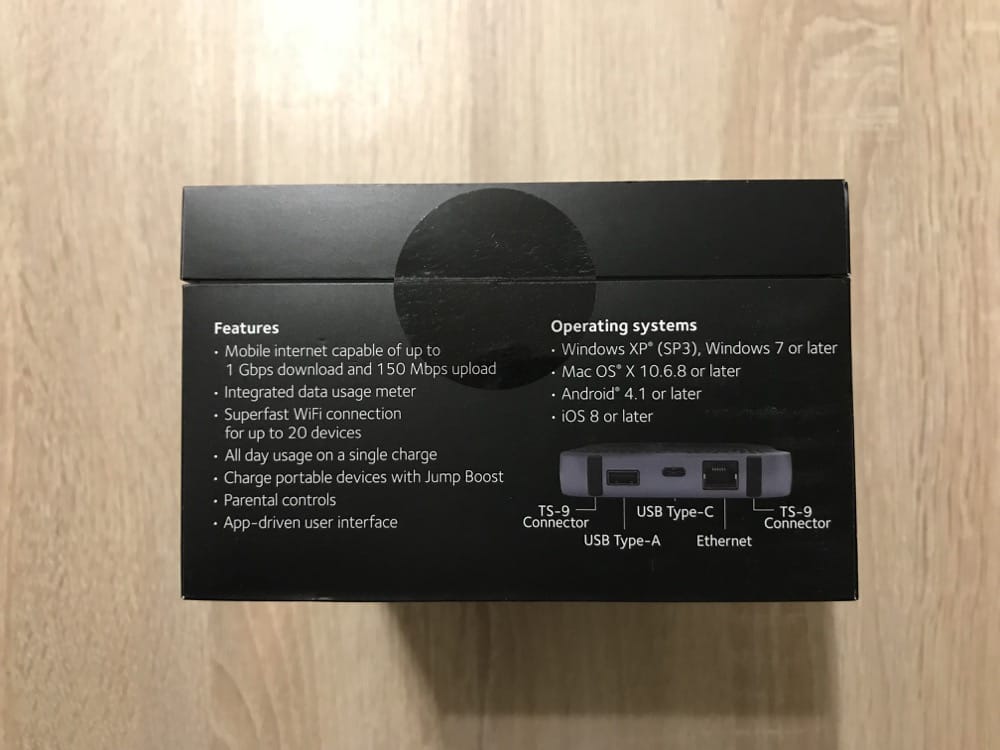 Features
· Mobile internet capable of up to
1 Gbps download and 150 Mbps upload
· Integrated data usage meter
· Superfast WiFi connection
for up to 20 devices
· All day usage on a single charge
· Charge portable devices with Jump Boost
· Parental controls
· App-driven user interface
Operating systems
· Windows XP® (SP3), Windows 7 or later
· Mac OS® X 10.6.8 or later
· Android® 4.1 or later
· iOS 8 or later
TS-9
Connector
USB Type-A
USB Type-C
Ethernet
TS-9
Connector